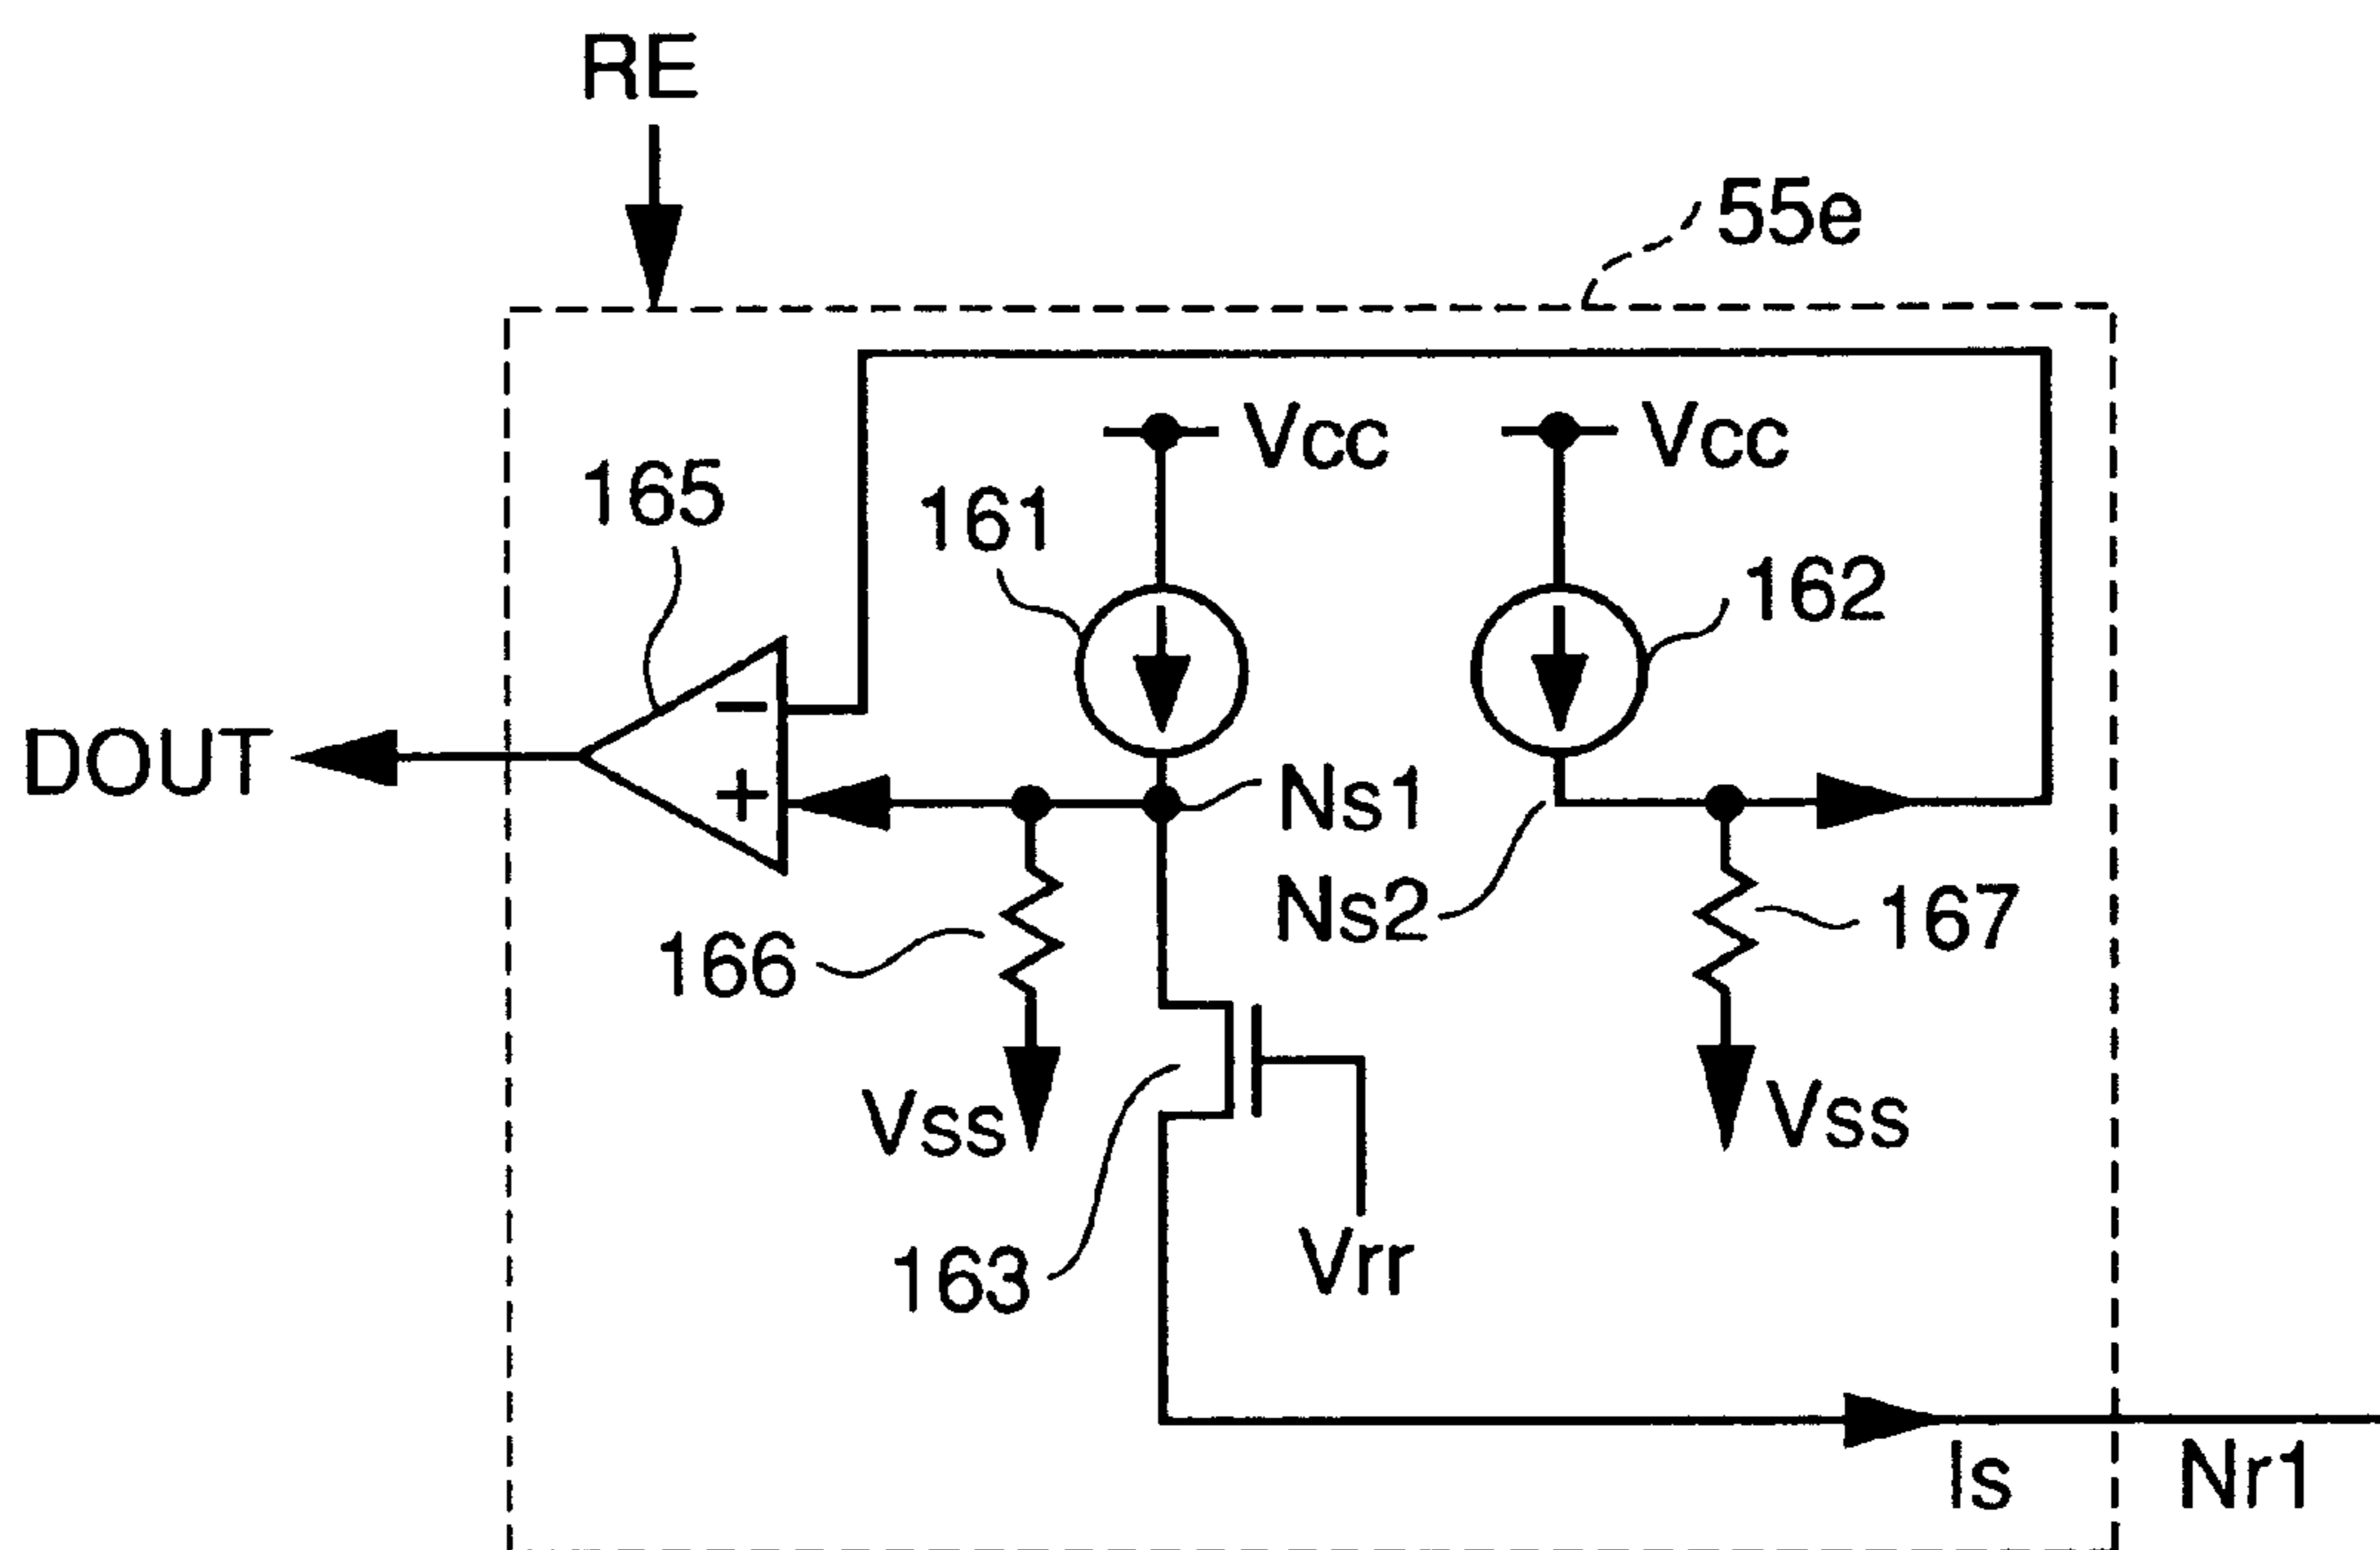 RE
55e
Vcc
Vcc
165
161
162
DOUT
−
+
Ns1
Ns2
166
167
Vss
Vss
163
Vrr
Is
Nr1